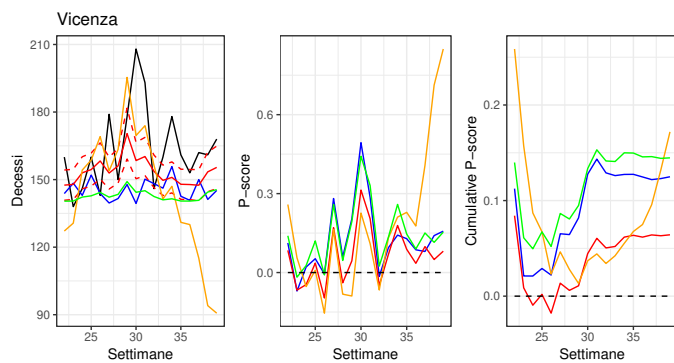 Vicenza
Decessi
210
180
150
120
90
25
30
35
Settimane
P-score
0.6
0.3
0.0
25
30
35
Settimane
Cumulative P-score
0.2
0.1
0.0
25
30
35
Settimane